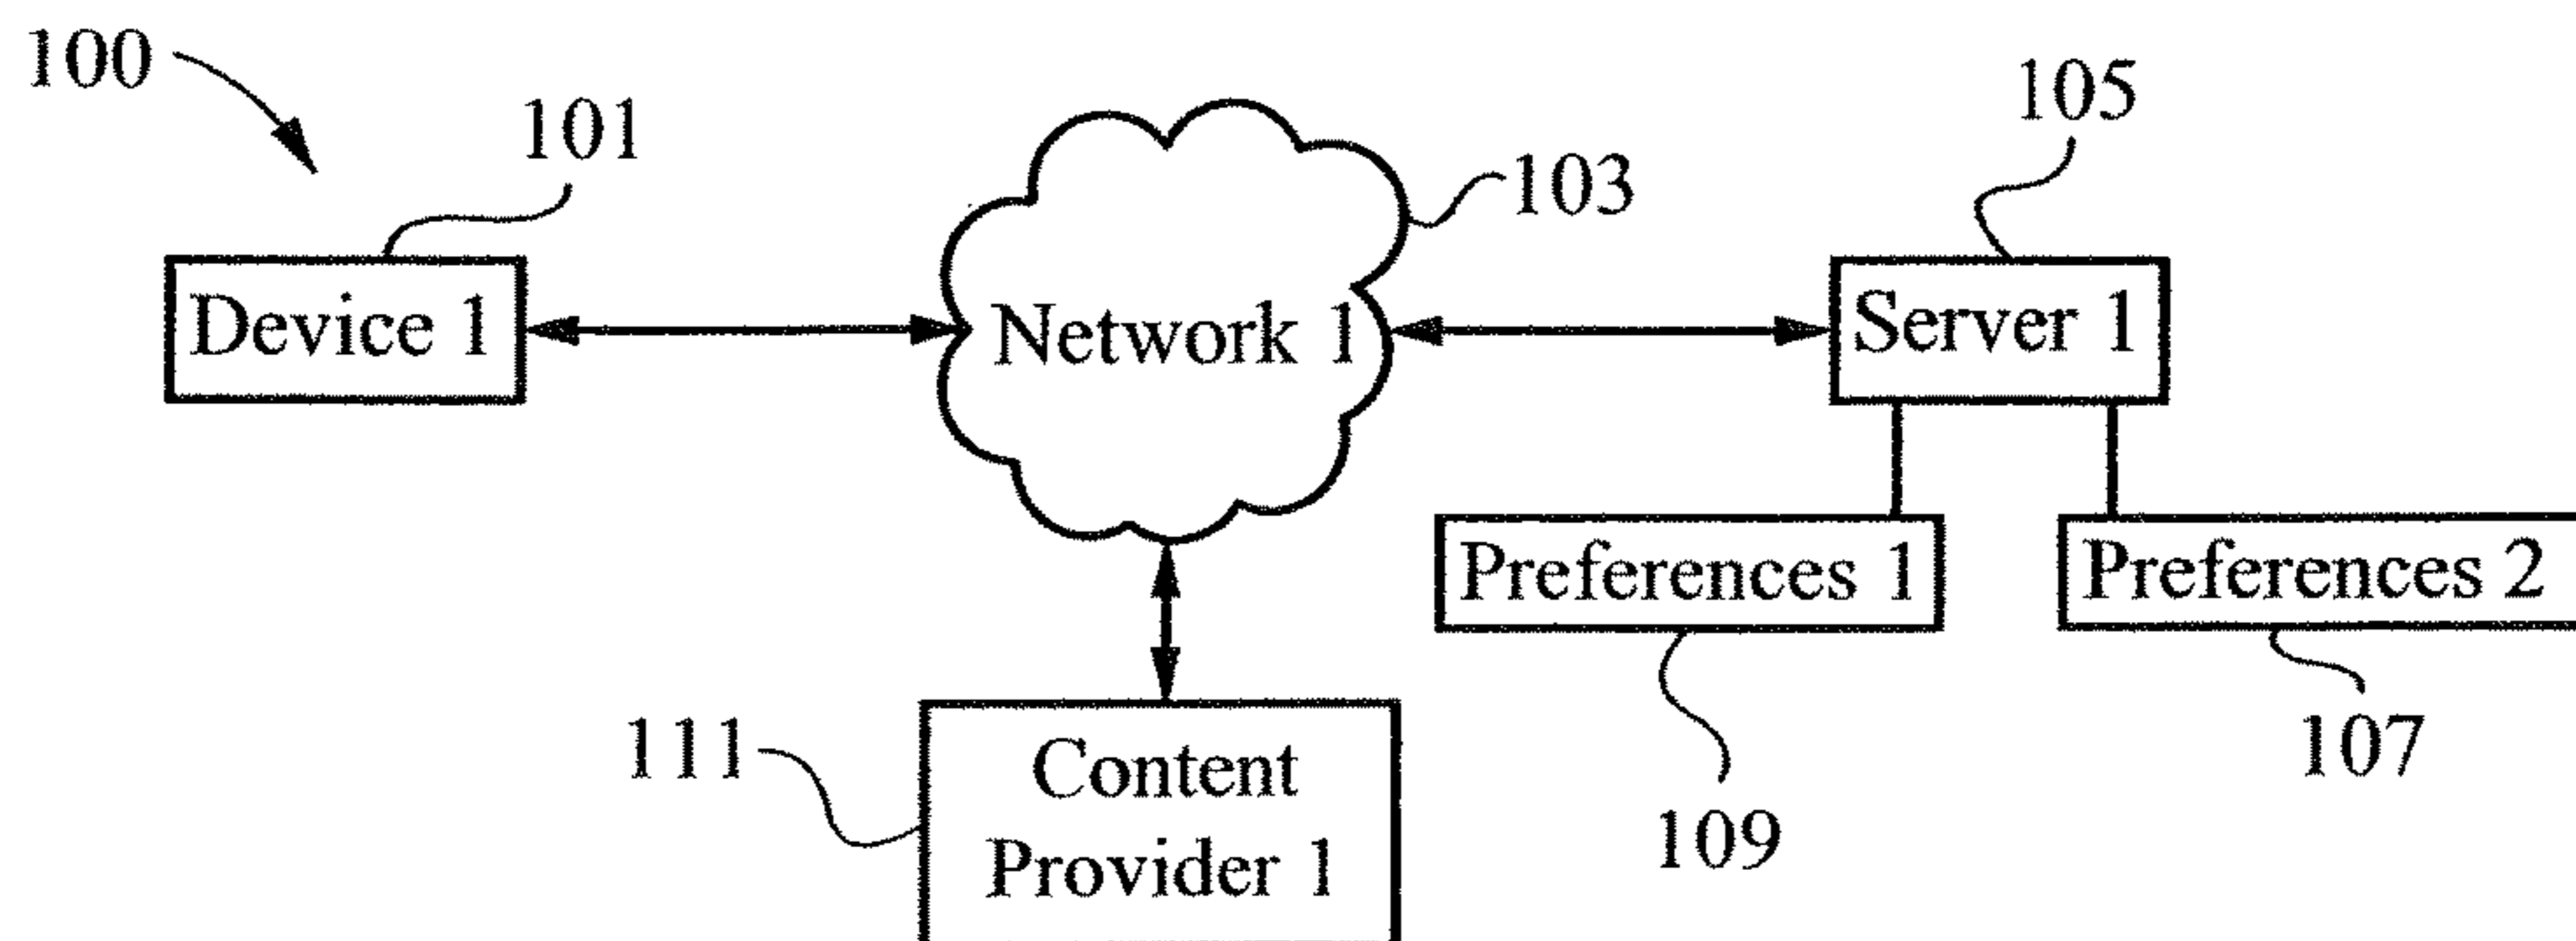 100
101
105
103
Device 1
Network 1
Server 1
Preferences 1
Preferences 2
111
Content
Provider 1
109
107